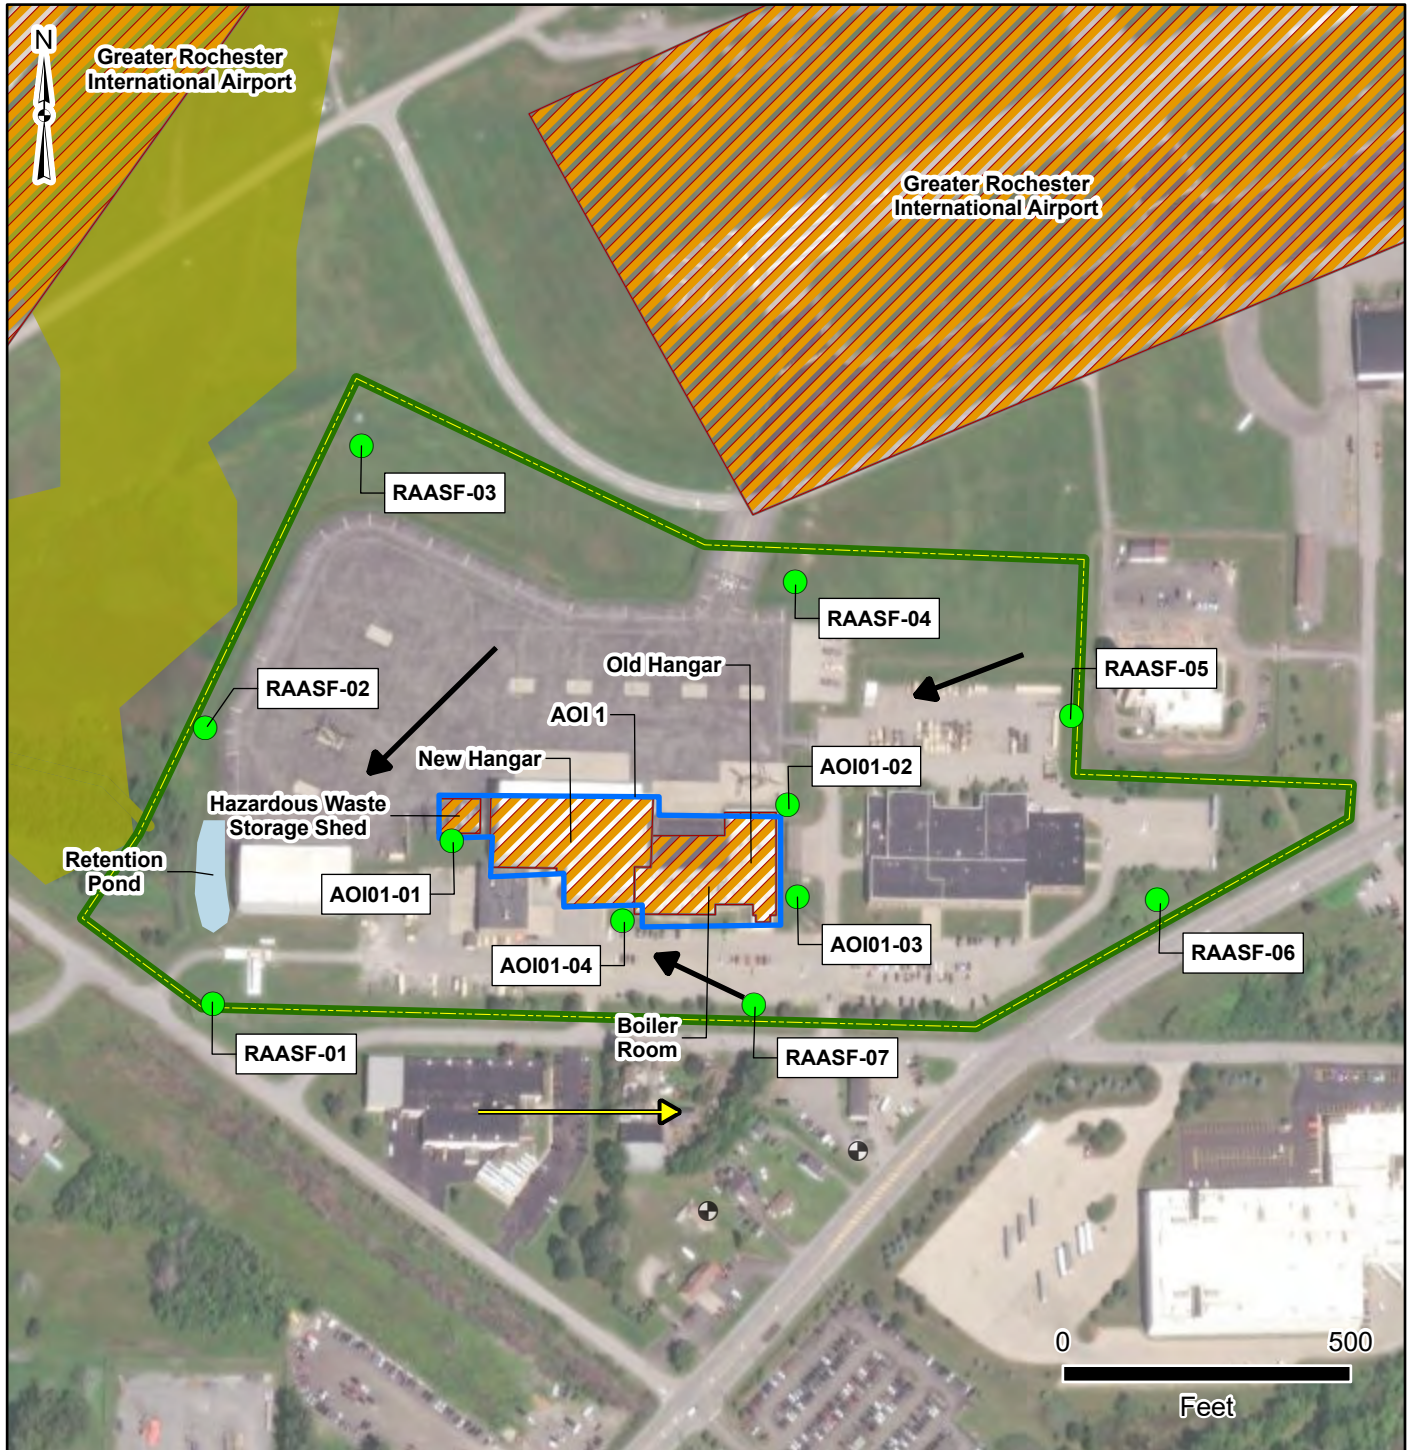 N
Greater Rochester
International Airport
Greater Rochester
International Airport
RAASF-03
RAASF-04
Old Hangar
RAASF-05
RAASF-02
AOI 1
New Hangar
AOI01-02
Hazardous Waste
Storage Shed
Retention
Pond
AOI01-01
AOI01-03
RAASF-06
AOI01-04
Boiler
Room
RAASF-01
RAASF-07
0
500
Feet